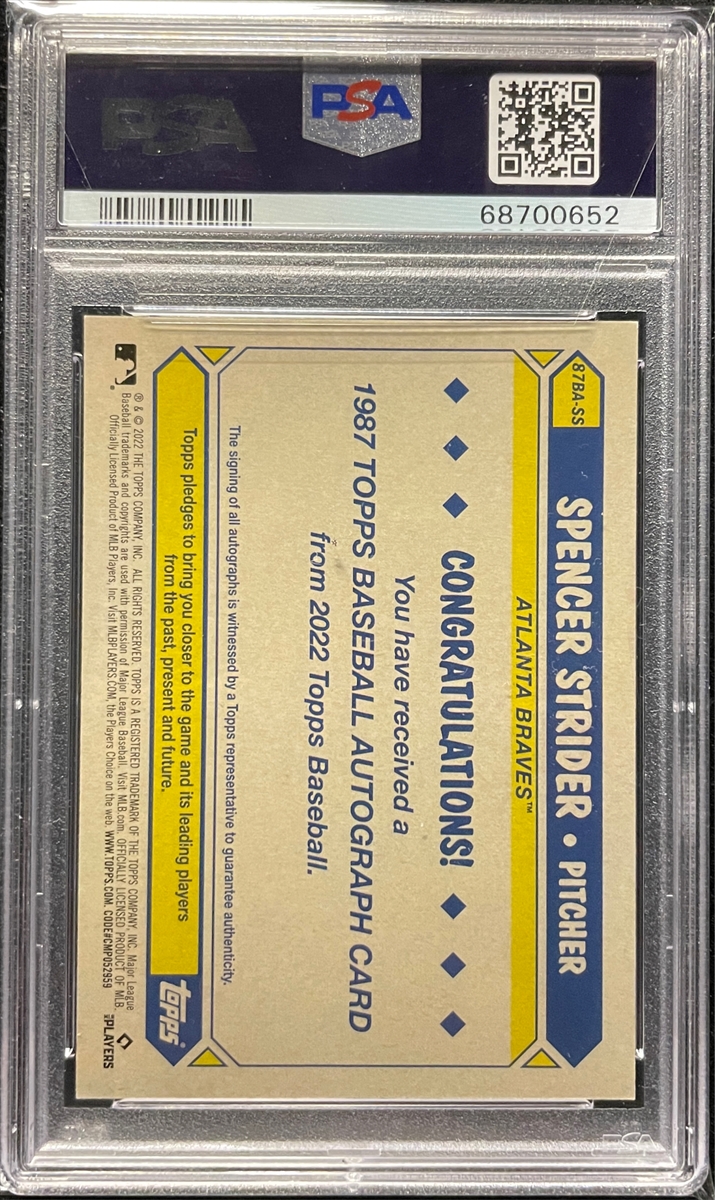 PSA
PSA
68700652
87BA-SS
SPENCER STRIDER • PITCHER
ATLANTA BRAVES™
CONGRATULATIONS!
You have received a
1987 TOPPS BASEBALL AUTOGRAPH CARD
from 2022 Topps Baseball.
The signing of all autographs is witnessed by a Topps representative to guarantee authenticity.
Topps pledges to bring you closer to the game and its leading players
from the past, present and future.
topps®
® & © 2022 THE TOPPS COMPANY, INC. ALL RIGHTS RESERVED. TOPPS IS A REGISTERED TRADEMARK OF THE TOPPS COMPANY, INC. Major League
Baseball trademarks and copyrights are used with permission of Major League Baseball. Visit MLB.com. OFFICIALLY LICENSED PRODUCT OF MLB
Officially Licensed Product of MLB Players, Inc. Visit MLBPLAYERS.COM, the Players Choice on the web. WWW.TOPPS.COM. CODE#CMP052959
MLBPLAYERS
PSA